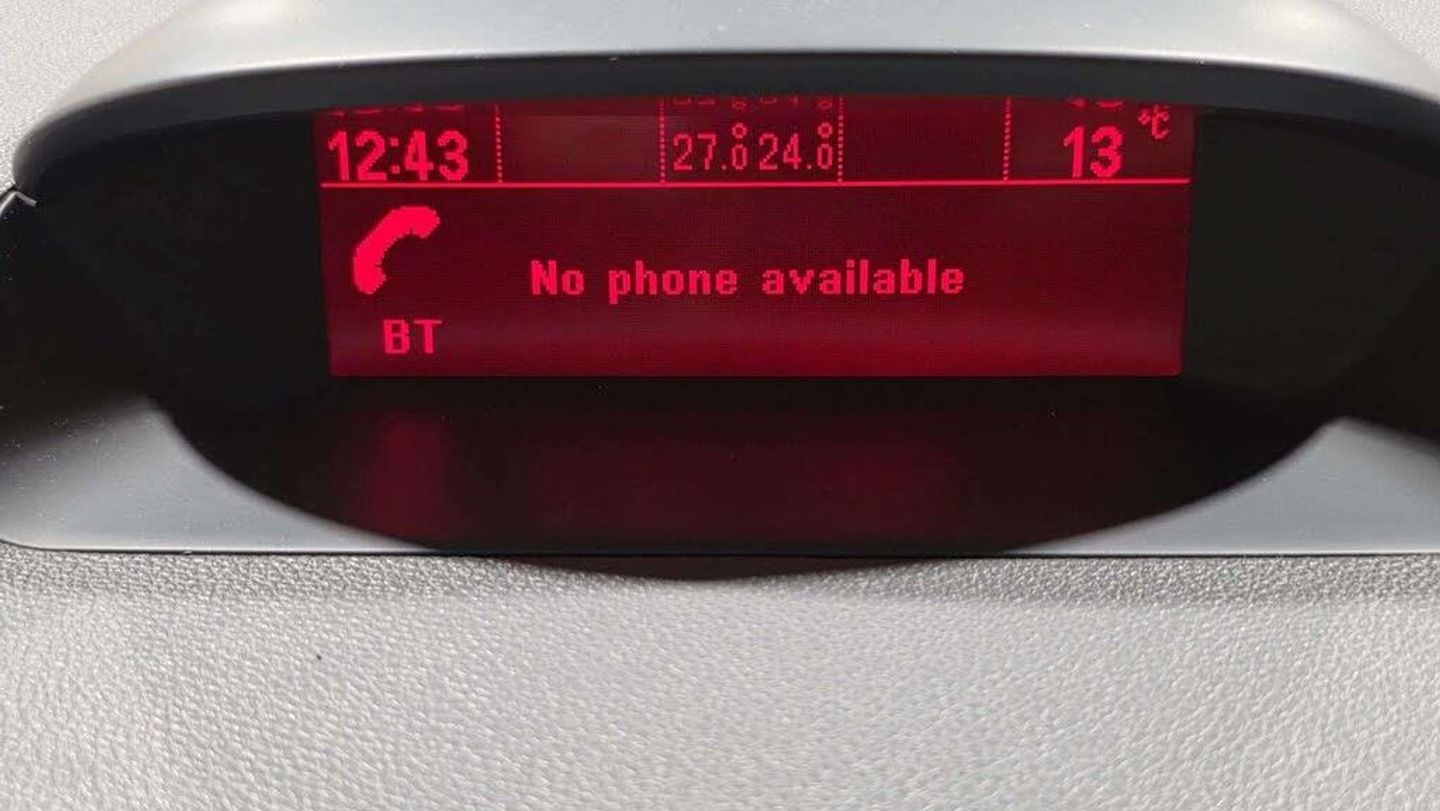 12:43 27.0° 24.0° 13 °C
No phone available
BT